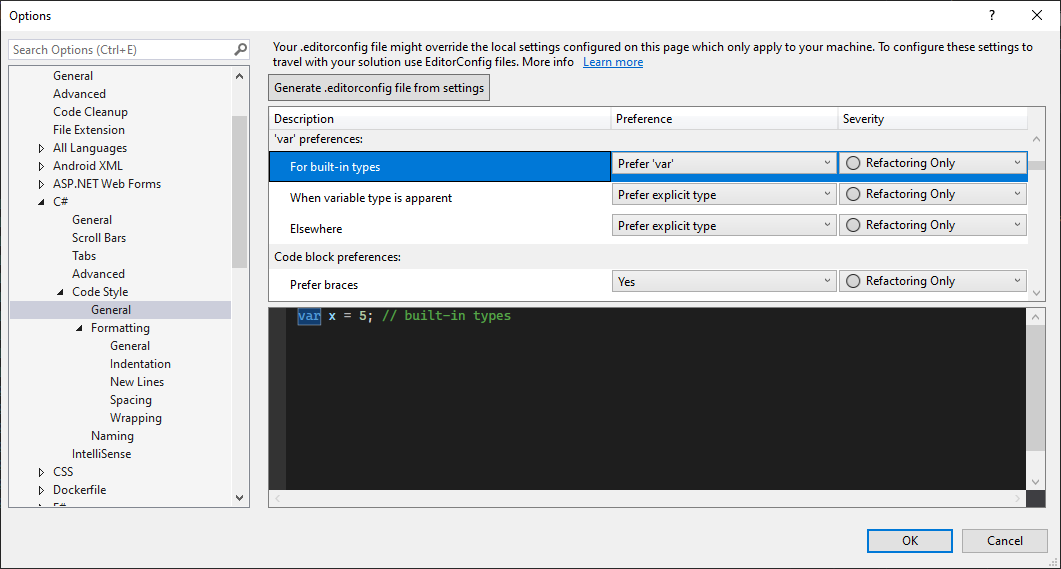 Options
?
Search Options (Ctrl+E)
General
Advanced
Code Cleanup
File Extension
All Languages
Android XML
ASP.NET Web Forms
C#
General
Scroll Bars
Tabs
Advanced
Code Style
General
Formatting
General
Indentation
New Lines
Spacing
Wrapping
Naming
IntelliSense
CSS
Dockerfile
Your .editorconfig file might override the local settings configured on this page which only apply to your machine. To configure these settings to
travel with your solution use EditorConfig files. More info Learn more
Generate .editorconfig file from settings
Description Preference Severity
'var' preferences:
For built-in types Prefer 'var' Refactoring Only
When variable type is apparent Prefer explicit type Refactoring Only
Elsewhere Prefer explicit type Refactoring Only
Code block preferences:
Prefer braces Yes Refactoring Only
var x = 5; // built-in types
OK Cancel